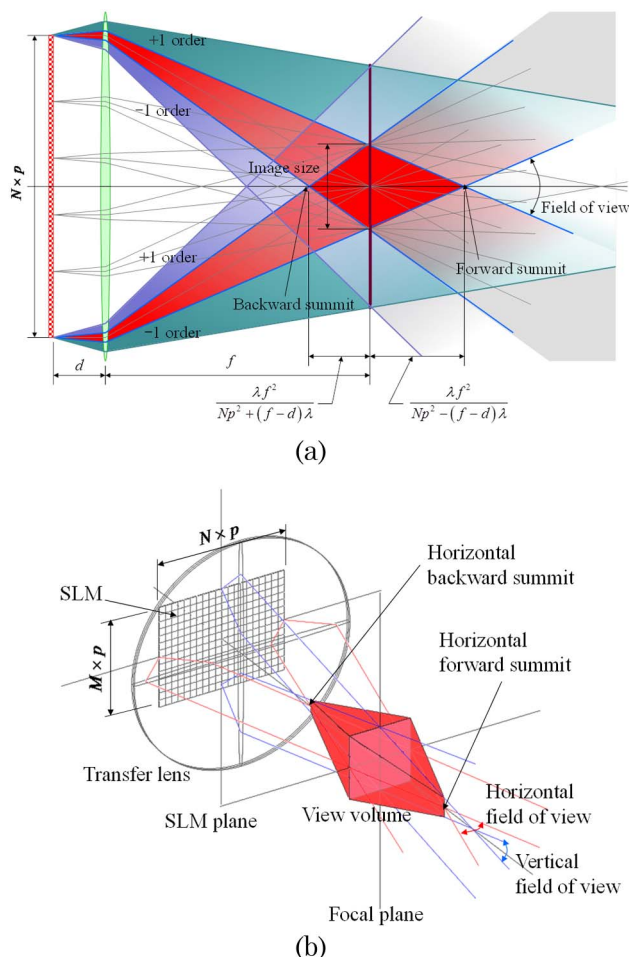 +1 order
−1 order
N × p
Image size
Field of view
+1 order
Forward summit
Backward summit
−1 order
d
f
λf²
Np² + (f − d)λ
λf²
Np² − (f − d)λ
(a)
N × p
Horizontal
backward summit
SLM
Horizontal
forward summit
M × p
Transfer lens
SLM plane
View volume
Horizontal
field of view
Vertical
field of view
Focal plane
(b)